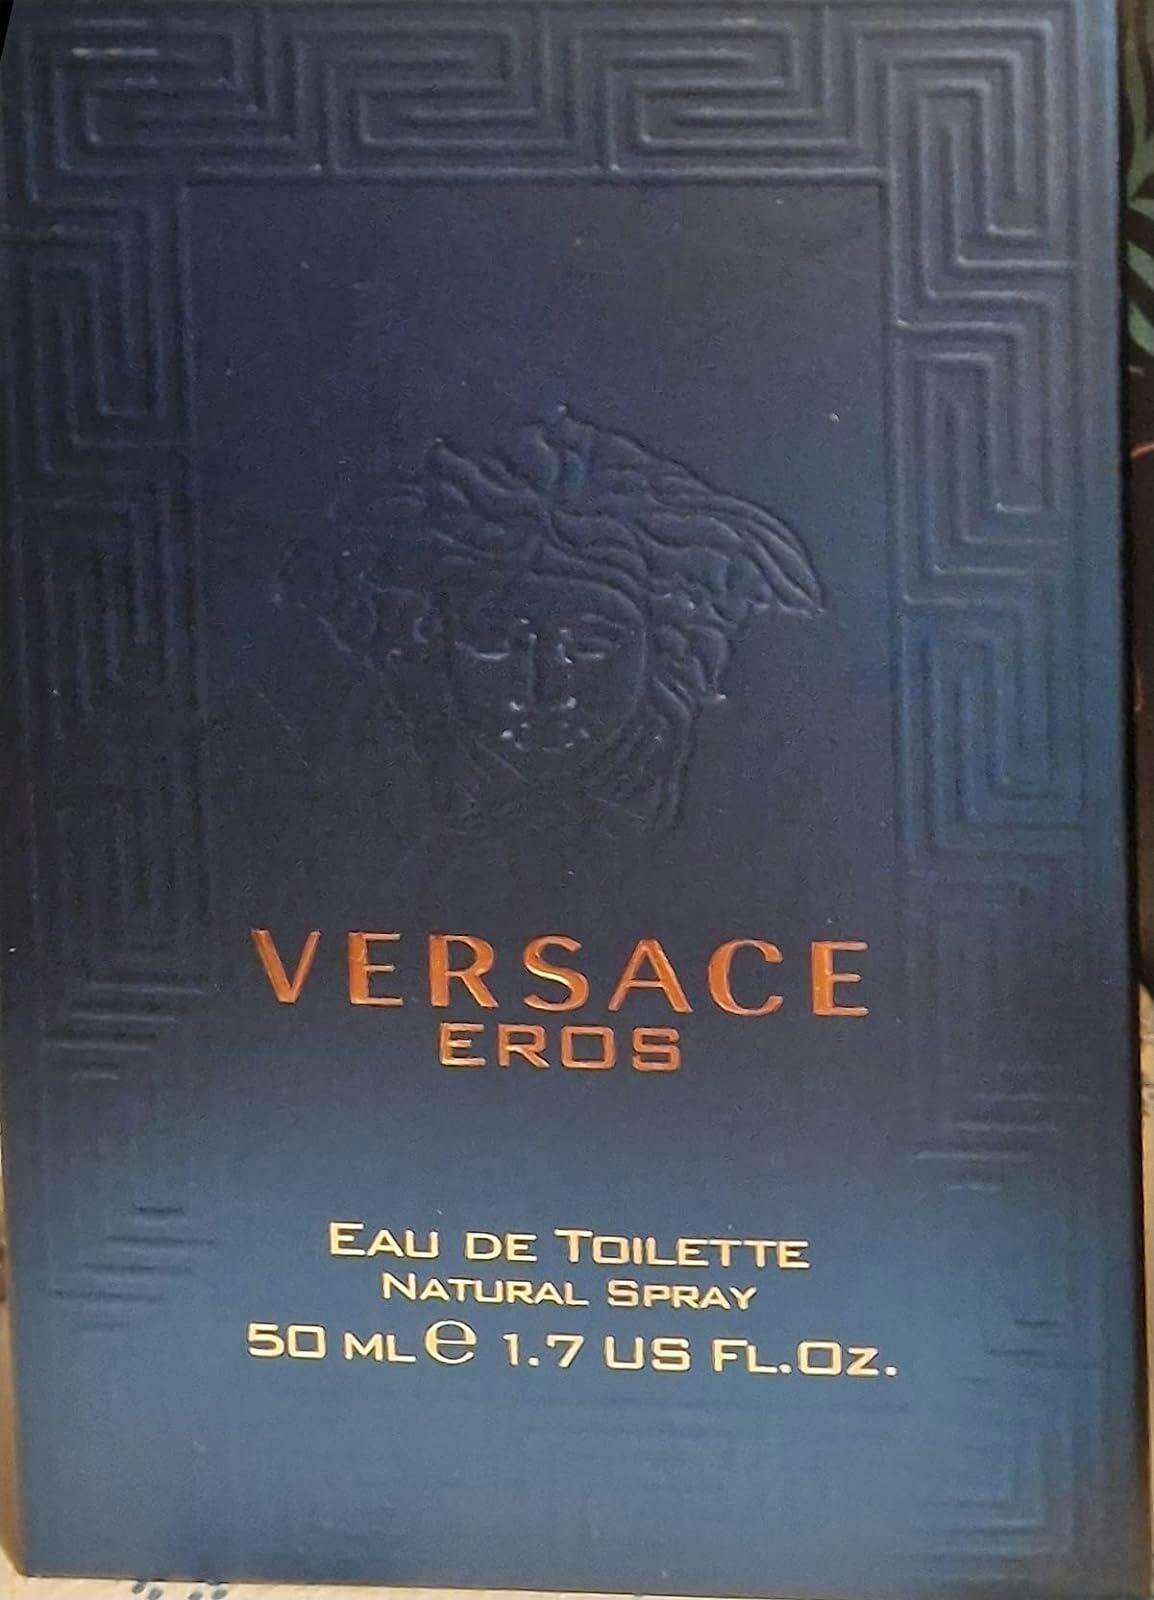 VERSACE
EROS
EAU DE TOILETTE
NATURAL SPRAY
50 ML ℮ 1.7 US FL.OZ.